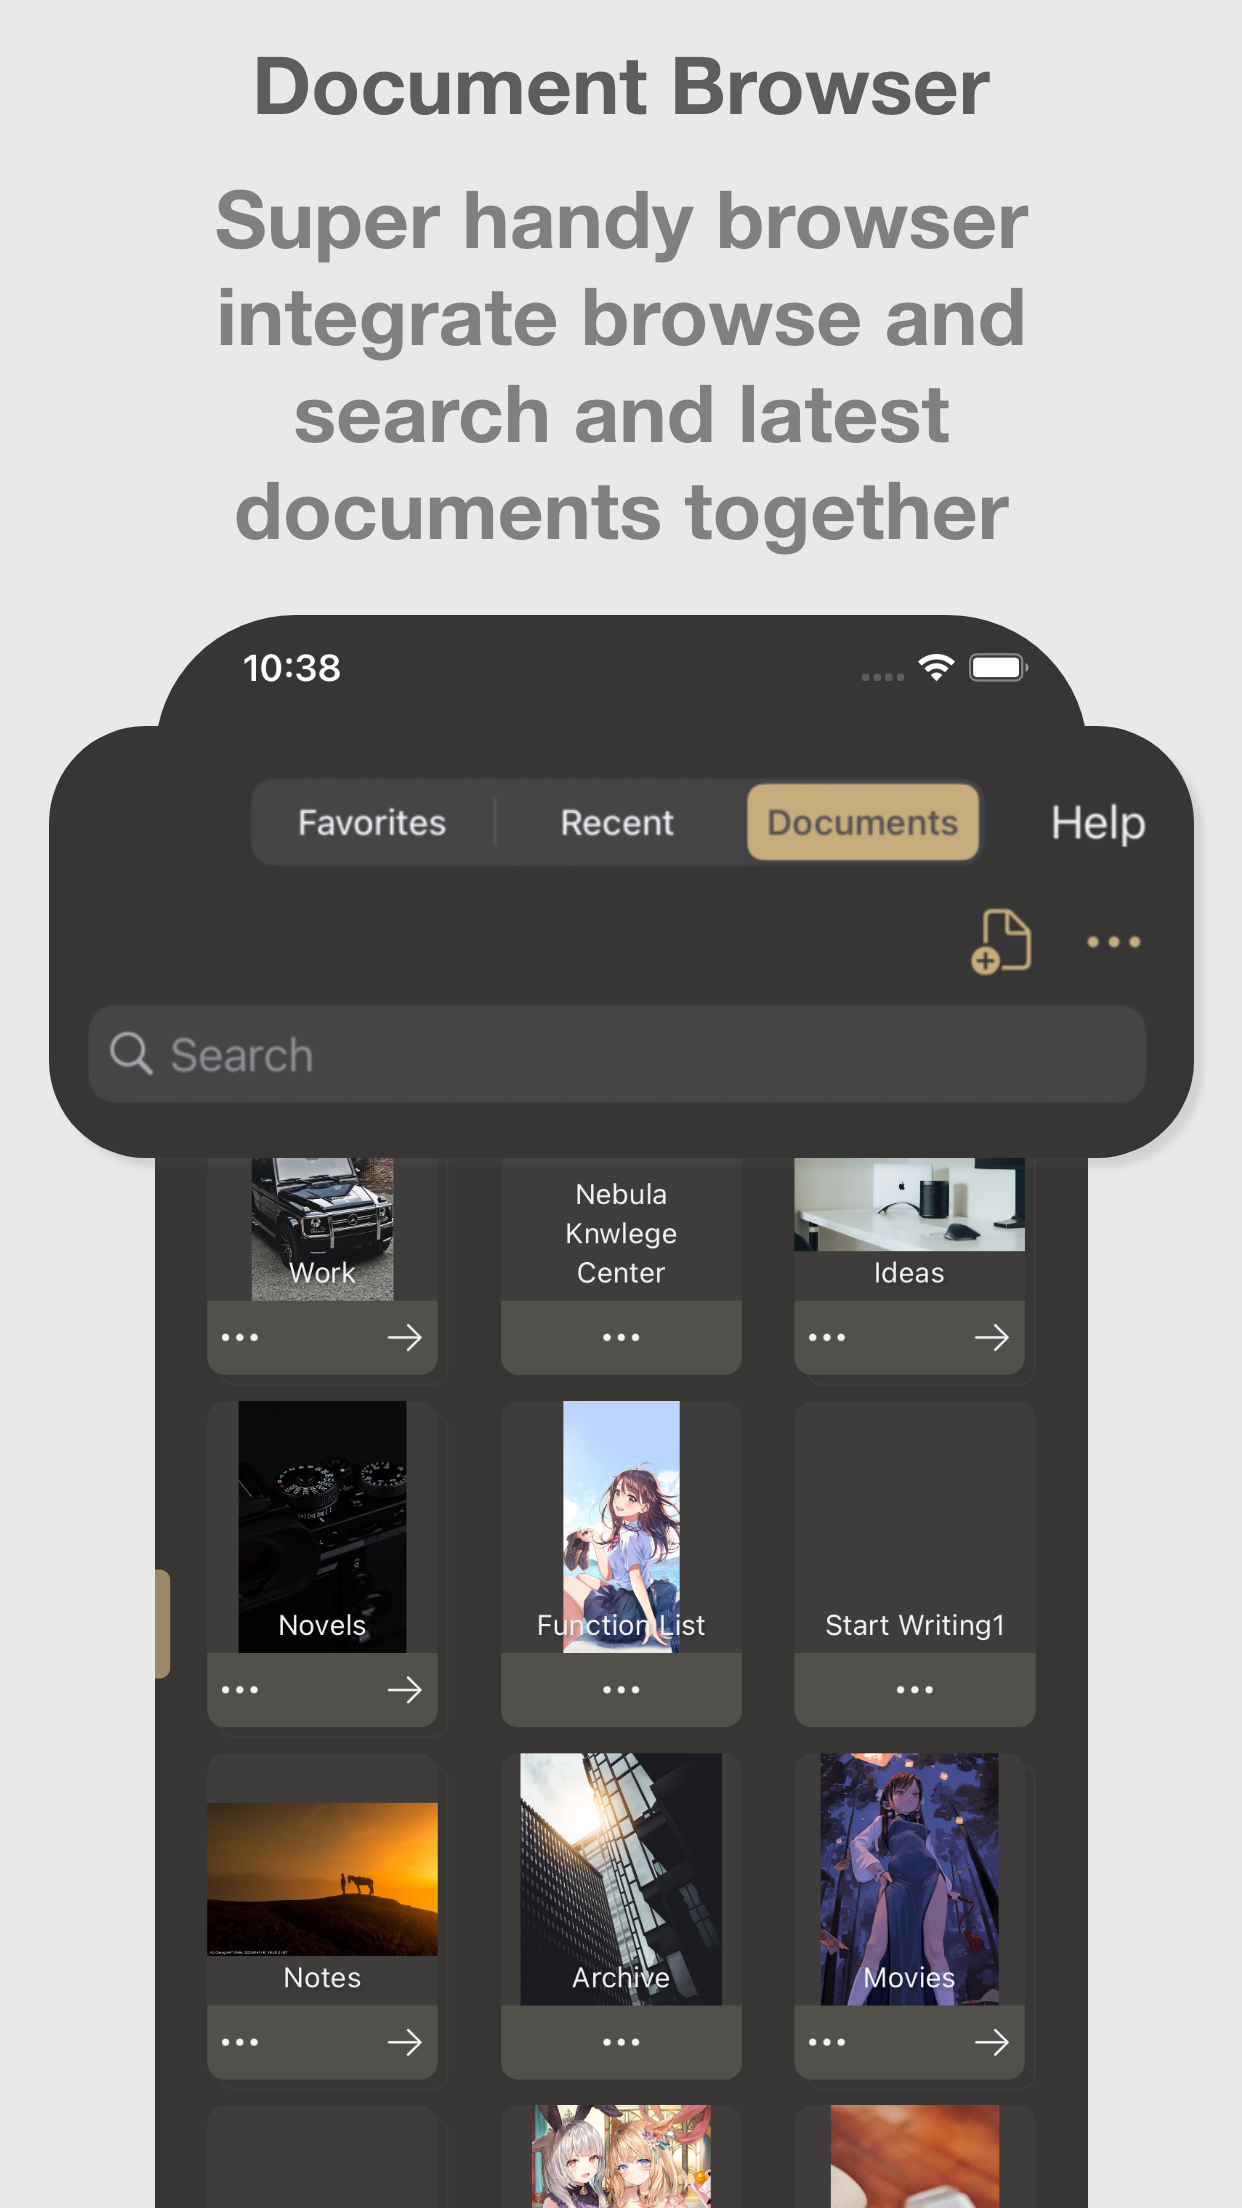 Document Browser
Super handy browser
integrate browse and
search and latest
documents together
10:38
Favorites
Recent
Documents
Help
Search
Work
Nebula
Knwlege
Center
Ideas
Novels
Function List
Start Writing1
Notes
Archive
Movies